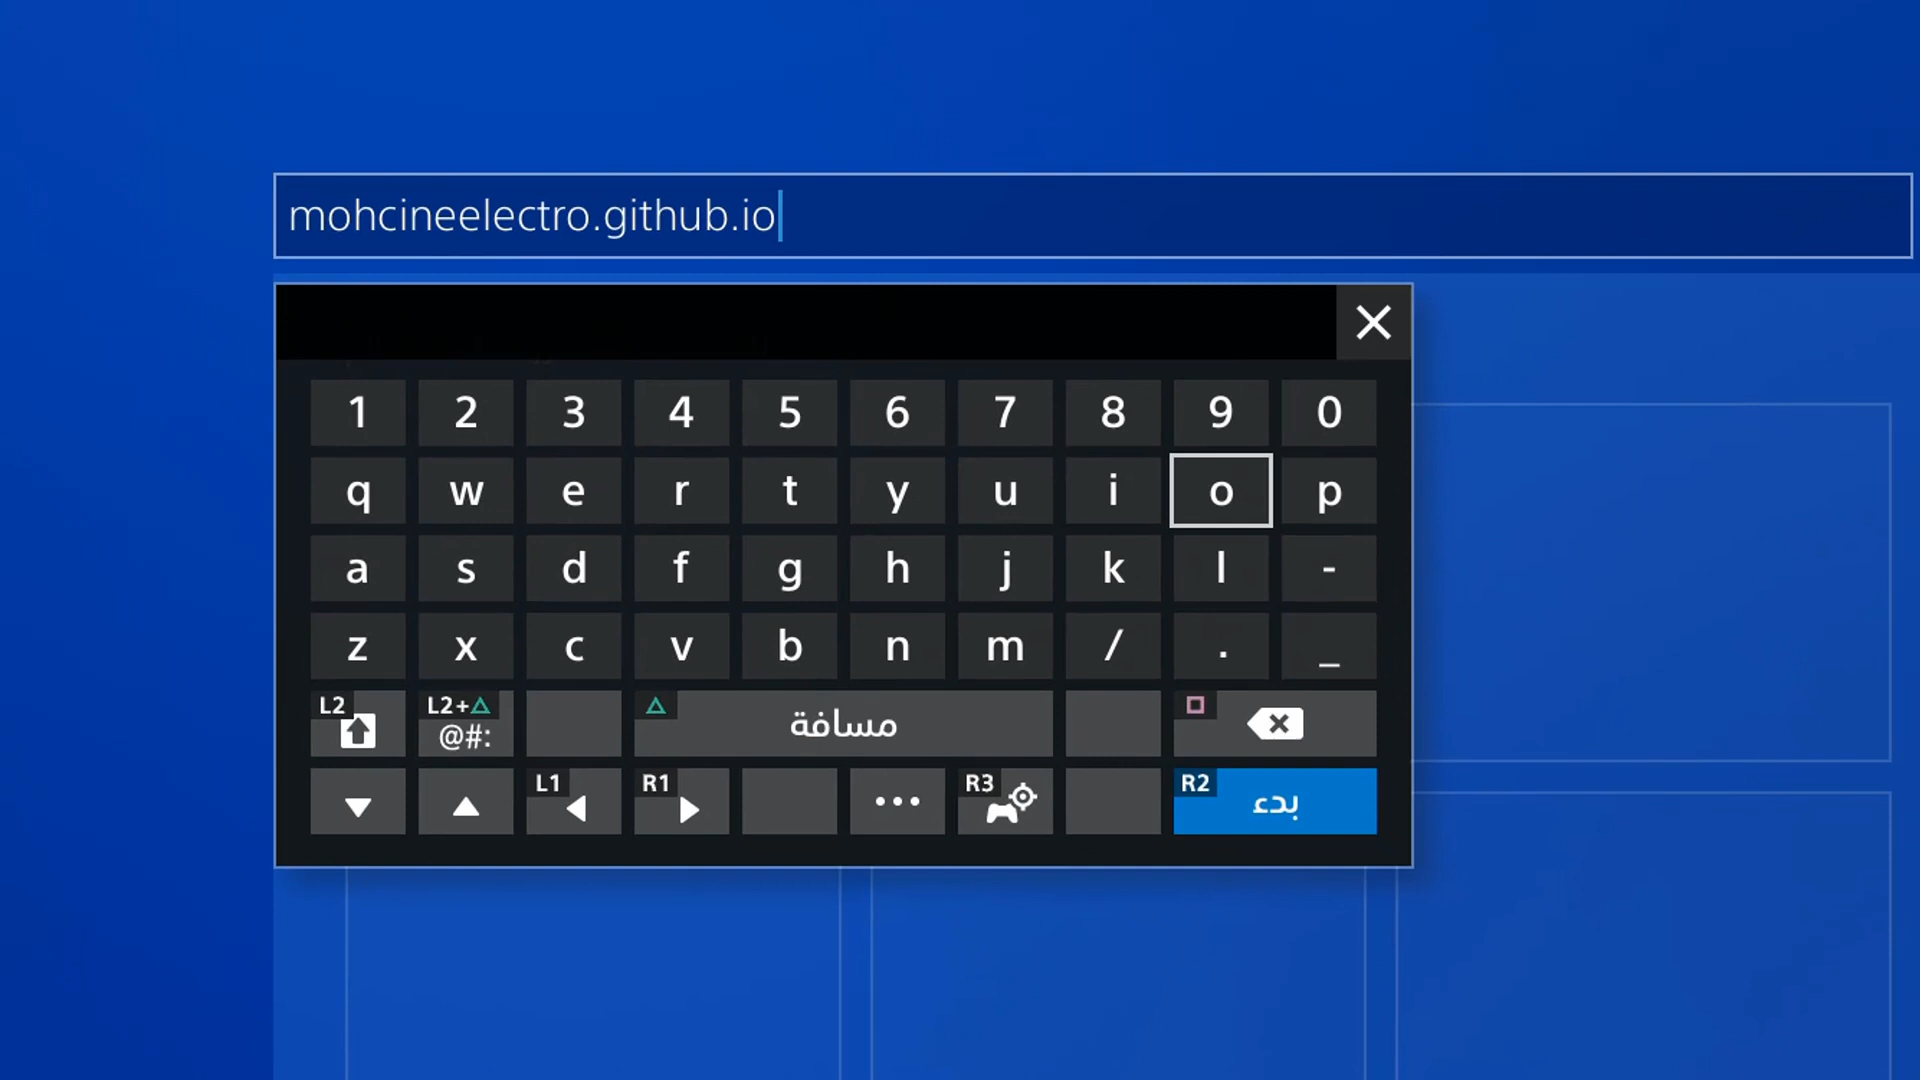 mohcineelectro.github.io
1 2 3 4 5 6 7 8 9 0
q w e r t y u i o p
a s d f g h j k l -
z x c v b n m / . _
L2 L2+△ @#: △ مسافة
L1 R1 ... R3 R2 بدء